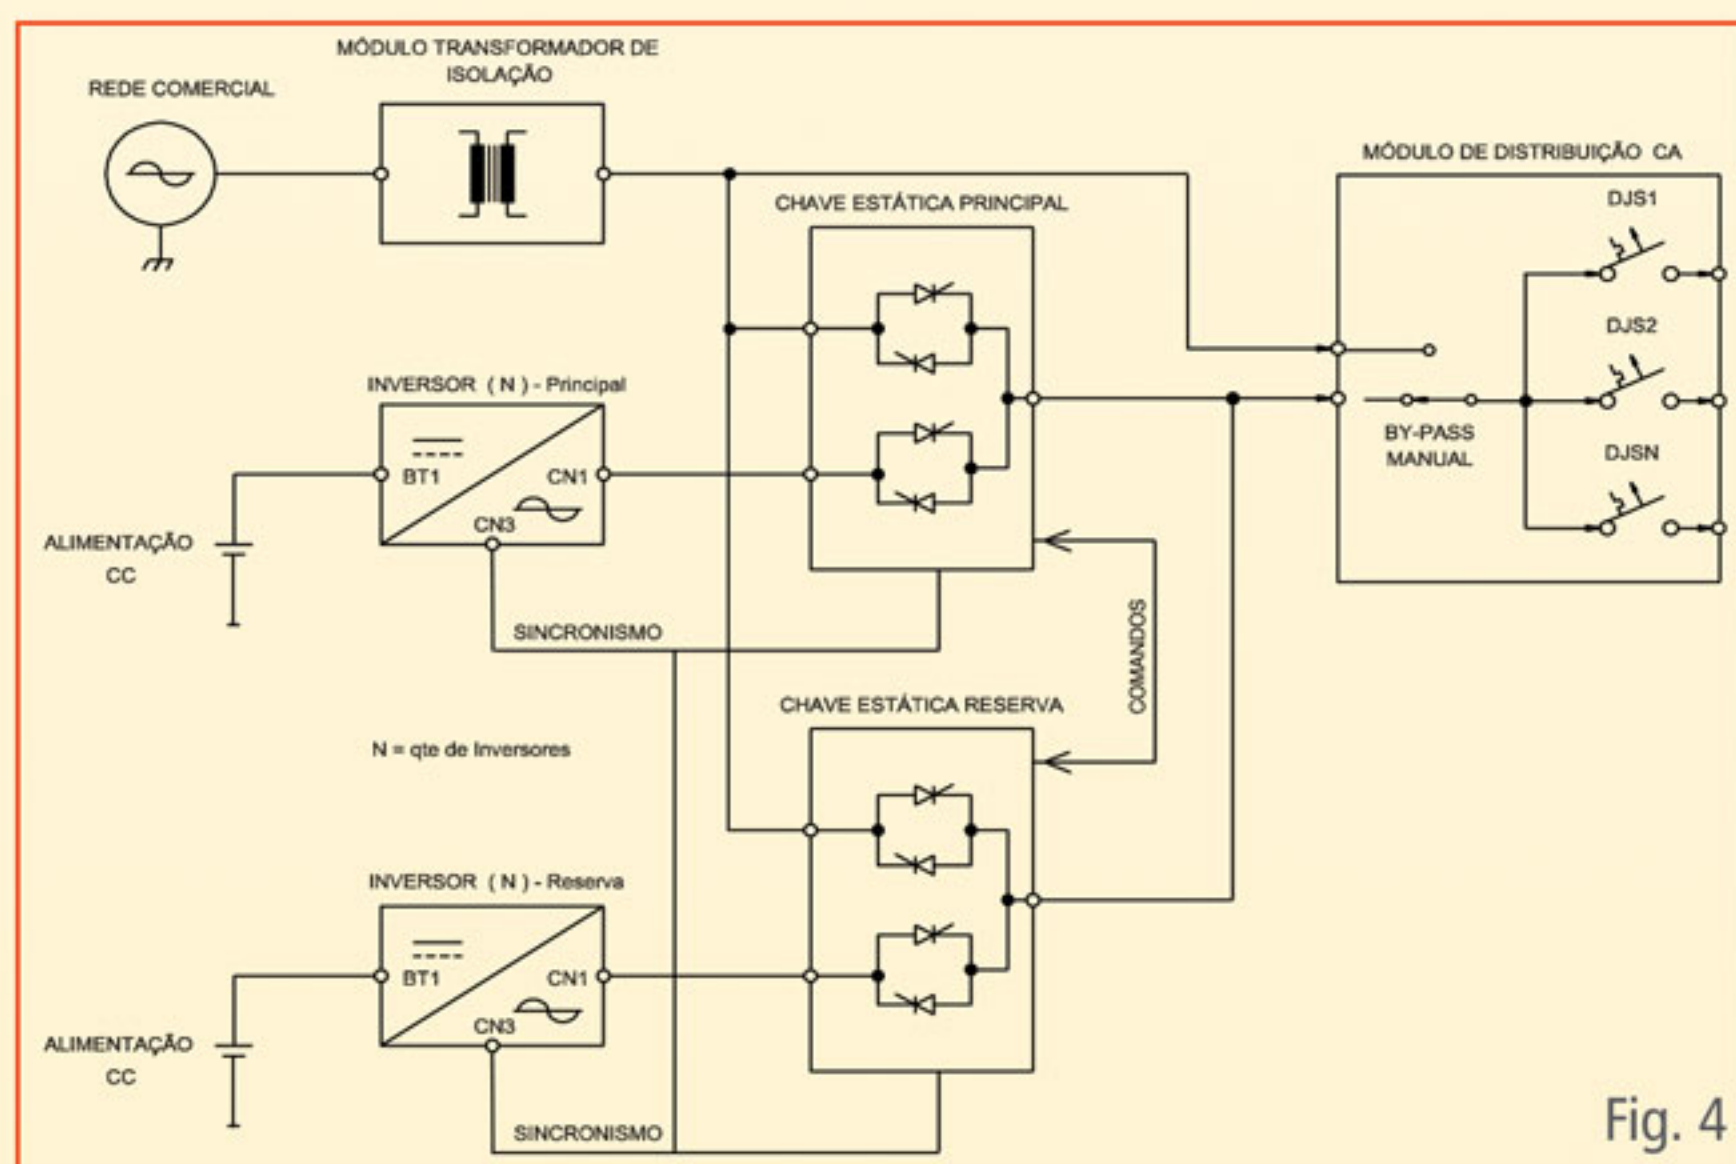 MÓDULO TRANSFORMADOR DE
ISOLAÇÃO
REDE COMERCIAL
MÓDULO DE DISTRIBUIÇÃO CA
CHAVE ESTÁTICA PRINCIPAL
DJS1
DJS2
BY-PASS
MANUAL
DJSN
INVERSOR ( N ) - Principal
BT1
CN1
CN3
ALIMENTAÇÃO
CC
SINCRONISMO
COMANDOS
CHAVE ESTÁTICA RESERVA
N = qte de Inversores
INVERSOR ( N ) - Reserva
BT1
CN1
CN3
ALIMENTAÇÃO
CC
SINCRONISMO
Fig. 4